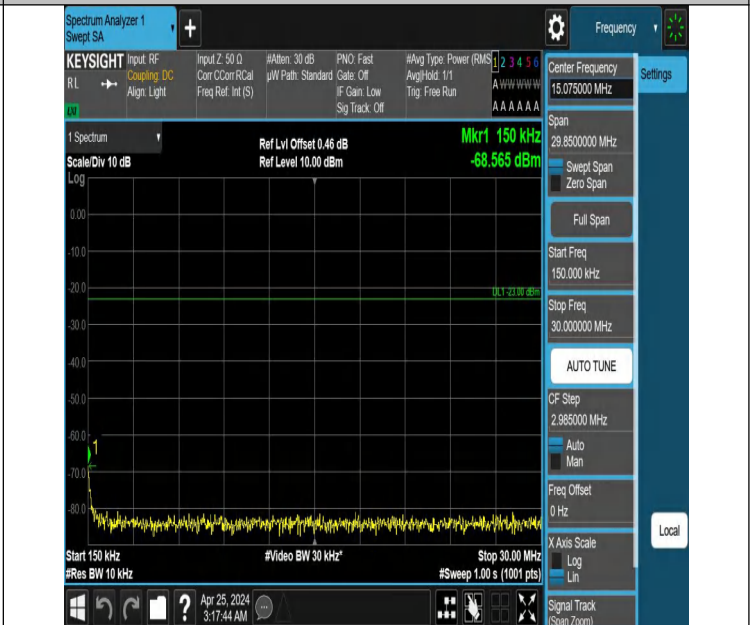 Spectrum Analyzer 1
Swept SA
+
Frequency
KEYSIGHT
RL
LXI
Input: RF
Coupling: DC
Align: Light
Input Z: 50 Ω
Corr CCorr RCal
Freq Ref: Int (S)
#Atten: 30 dB
µW Path: Standard
PNO: Fast
Gate: Off
IF Gain: Low
Sig Track: Off
#Avg Type: Power (RMS
Avg|Hold: 1/1
Trig: Free Run
1 2 3 4 5 6
A W W W W W
A A A A A A
1 Spectrum
Scale/Div 10 dB
Log
Ref Lvl Offset 0.46 dB
Ref Level 10.00 dBm
Mkr1 150 kHz
-68.565 dBm
0.00
-10.0
-20.0
DL1 -23.00 dBm
-30.0
-40.0
-50.0
-60.0
1
-70.0
-80.0
Start 150 kHz
#Res BW 10 kHz
#Video BW 30 kHz*
Stop 30.00 MHz
#Sweep 1.00 s (1001 pts)
Center Frequency
15.075000 MHz
Settings
Span
29.8500000 MHz
Swept Span
Zero Span
Full Span
Start Freq
150.000 kHz
Stop Freq
30.000000 MHz
AUTO TUNE
CF Step
2.985000 MHz
Auto
Man
Freq Offset
0 Hz
X Axis Scale
Log
Lin
Local
Signal Track
(Span Zoom)
?
Apr 25, 2024
3:17:44 AM